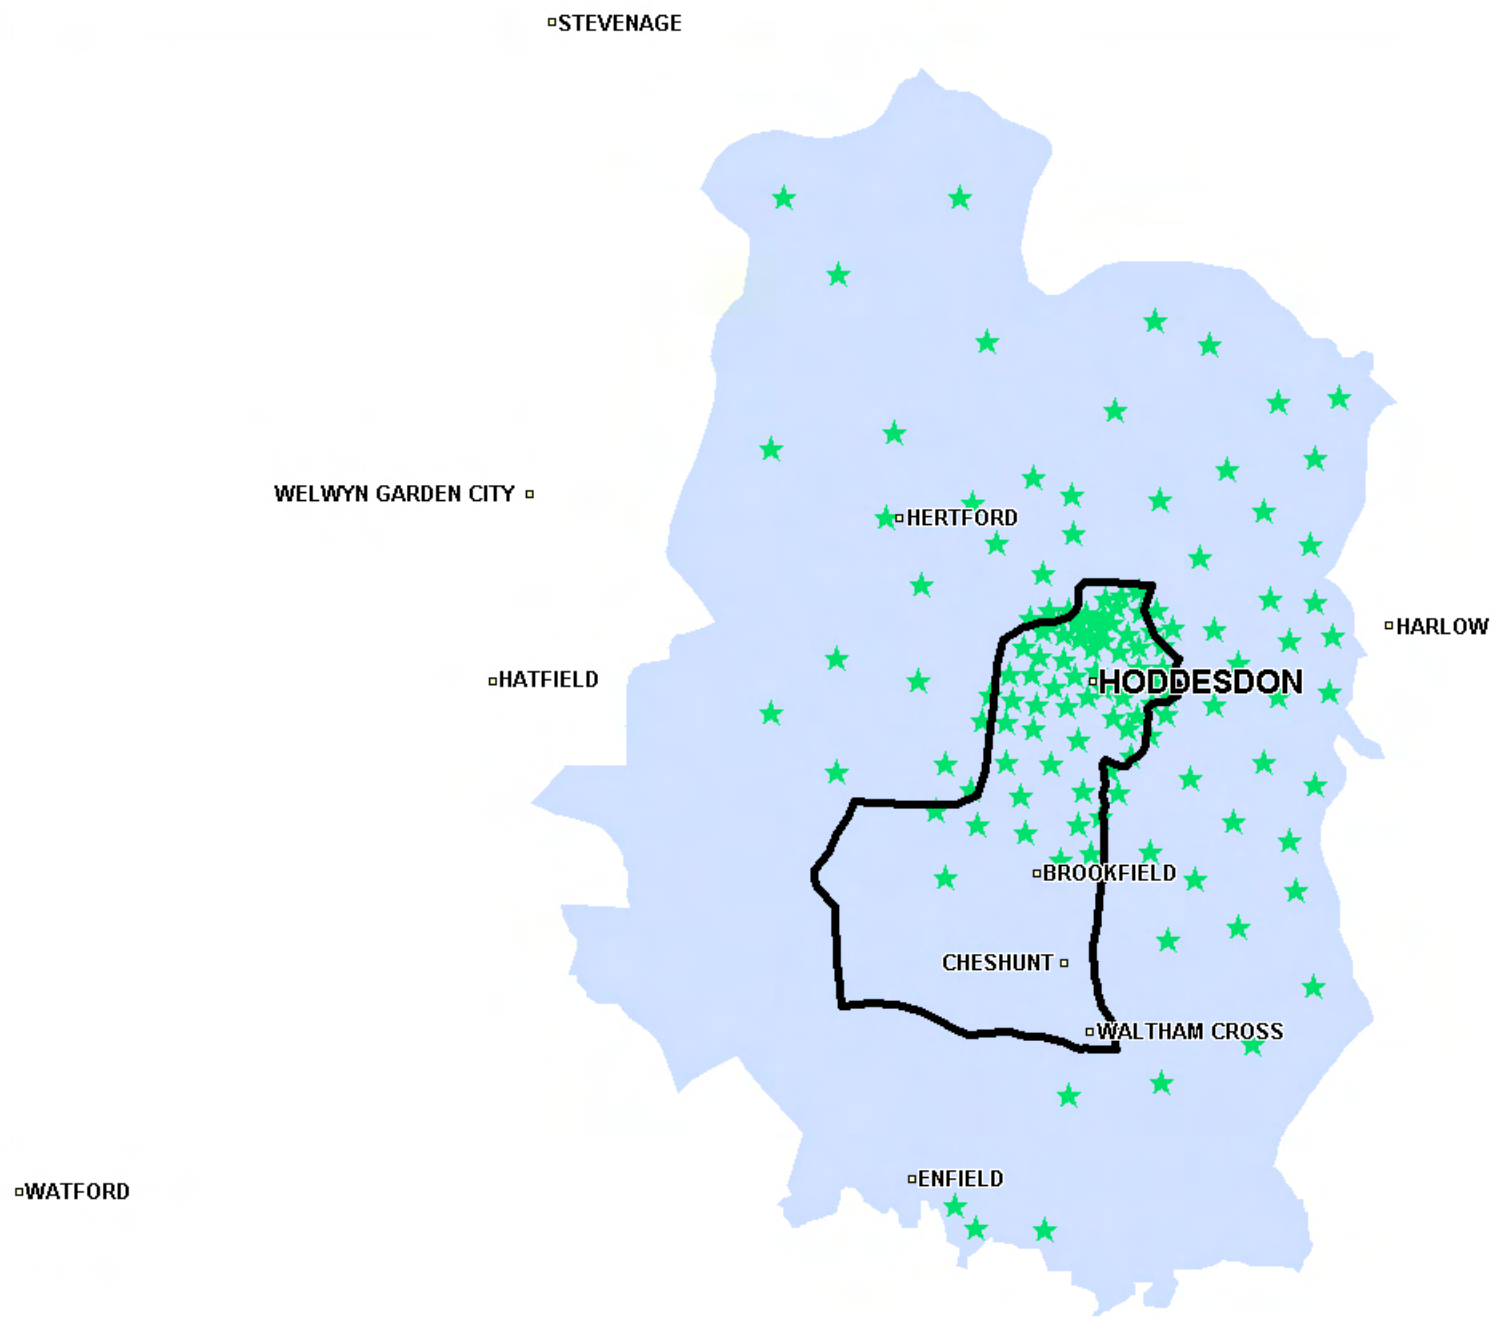 STEVENAGE
WELWYN GARDEN CITY
HERTFORD
HARLOW
HATFIELD
HODDESDON
BROOKFIELD
CHESHUNT
WALTHAM CROSS
ENFIELD
WATFORD